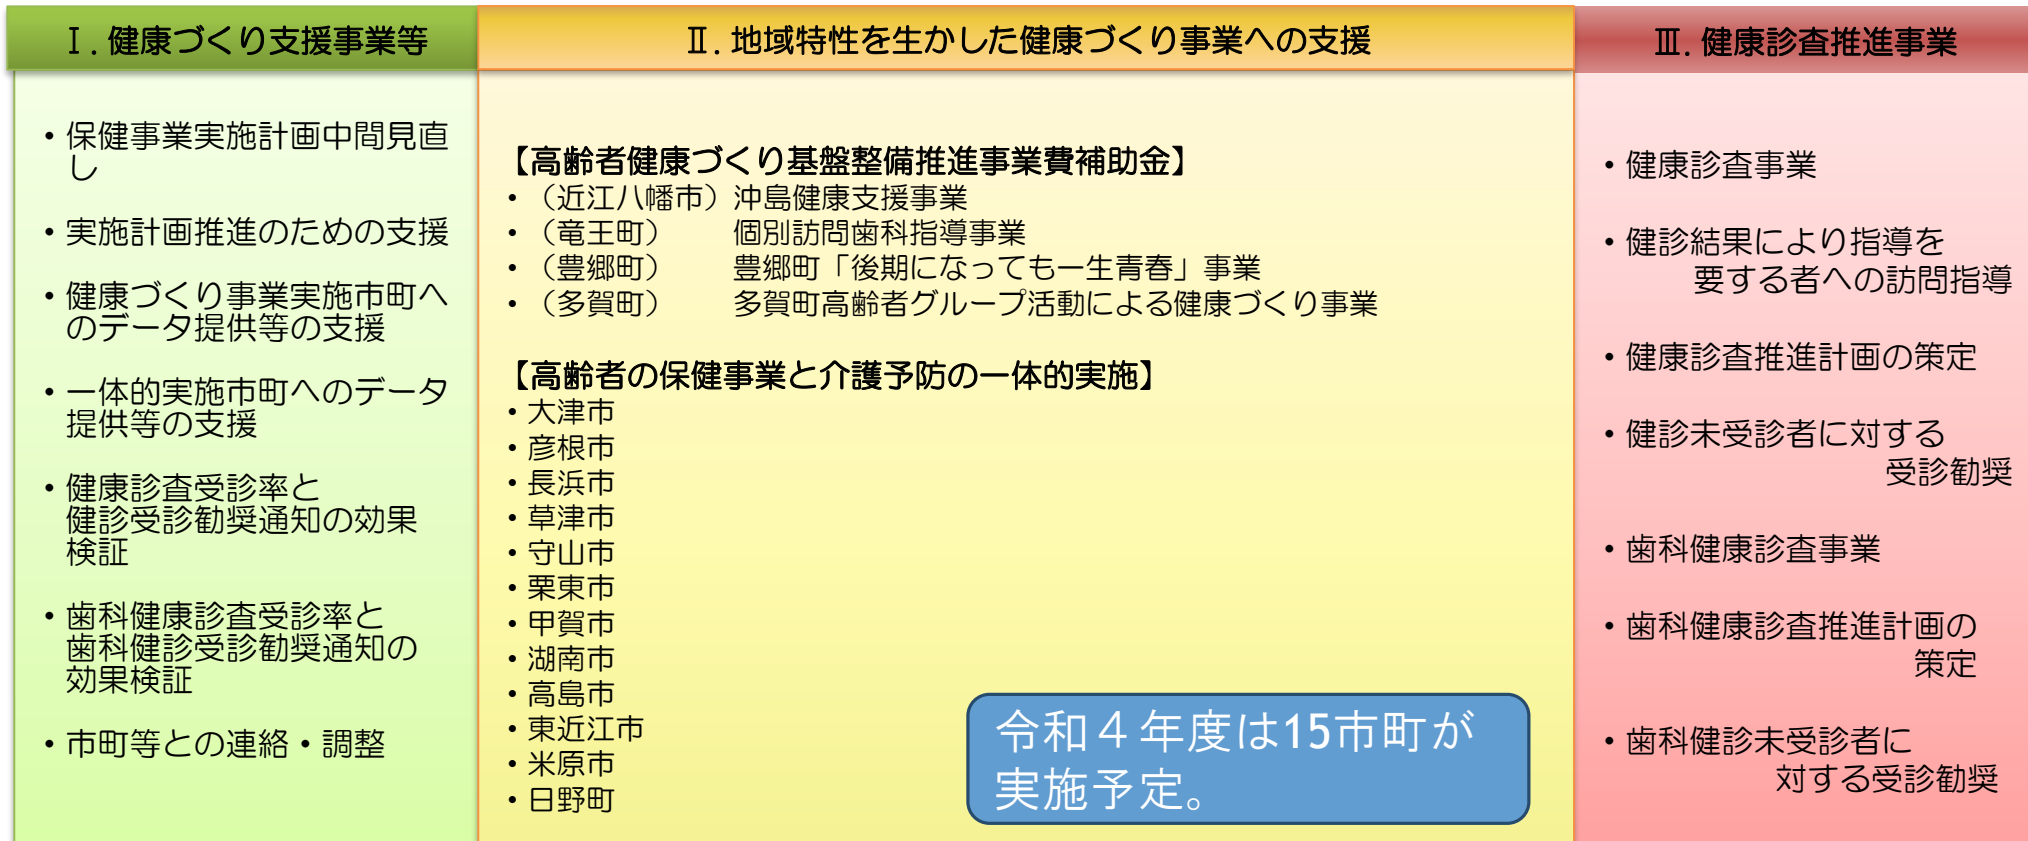 Ⅰ. 健康づくり支援事業等
・保健事業実施計画中間見直
し
・実施計画推進のための支援
・健康づくり事業実施市町へ
のデータ提供等の支援
・一体的実施市町へのデータ
提供等の支援
・健康診査受診率と
健診受診勧奨通知の効果
検証
・歯科健康診査受診率と
歯科健診受診勧奨通知の
効果検証
・市町等との連絡・調整
Ⅱ. 地域特性を生かした健康づくり事業への支援
【高齢者健康づくり基盤整備推進事業費補助金】
・（近江八幡市）沖島健康支援事業
・（竜王町）　　個別訪問歯科指導事業
・（豊郷町）　　豊郷町「後期になっても一生青春」事業
・（多賀町）　　多賀町高齢者グループ活動による健康づくり事業
【高齢者の保健事業と介護予防の一体的実施】
・大津市
・彦根市
・長浜市
・草津市
・守山市
・栗東市
・甲賀市
・湖南市
・高島市
・東近江市
・米原市
・日野町
令和４年度は15市町が
実施予定。
Ⅲ. 健康診査推進事業
・健康診査事業
・健診結果により指導を
要する者への訪問指導
・健康診査推進計画の策定
・健診未受診者に対する
受診勧奨
・歯科健康診査事業
・歯科健康診査推進計画の
策定
・歯科健診未受診者に
対する受診勧奨